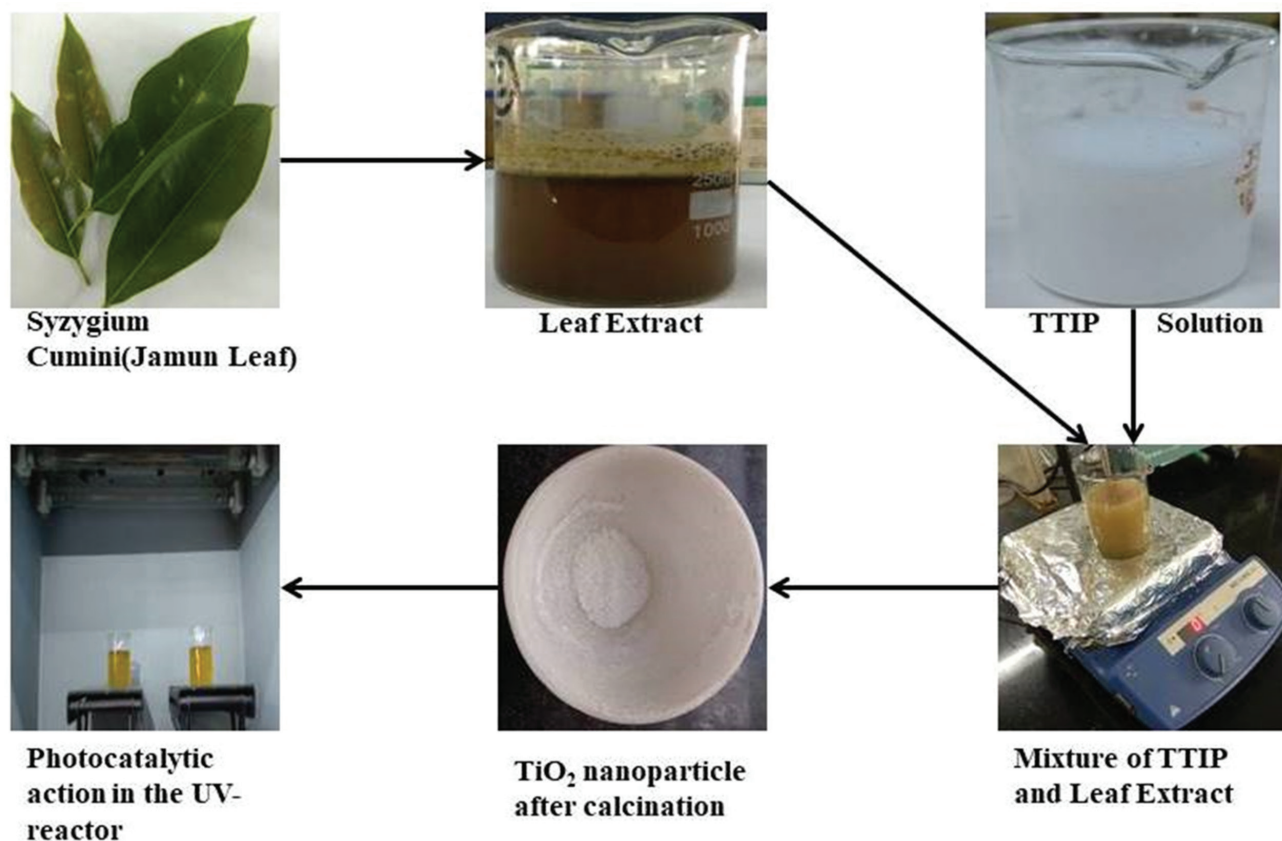 Syzygium
Cumini(Jamun Leaf)
250ml
1000
Leaf Extract
TTIP Solution
Photocatalytic
action in the UV-
reactor
TiO₂ nanoparticle
after calcination
0
Mixture of TTIP
and Leaf Extract